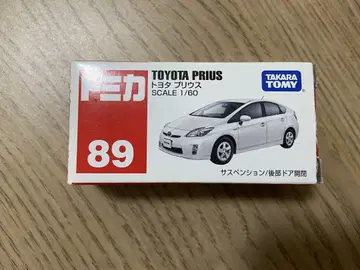 トミカ
89
TOYOTA PRIUS
トヨタ プリウス
SCALE 1/60
TAKARA
TOMY
サスペンション/後部ドア開閉